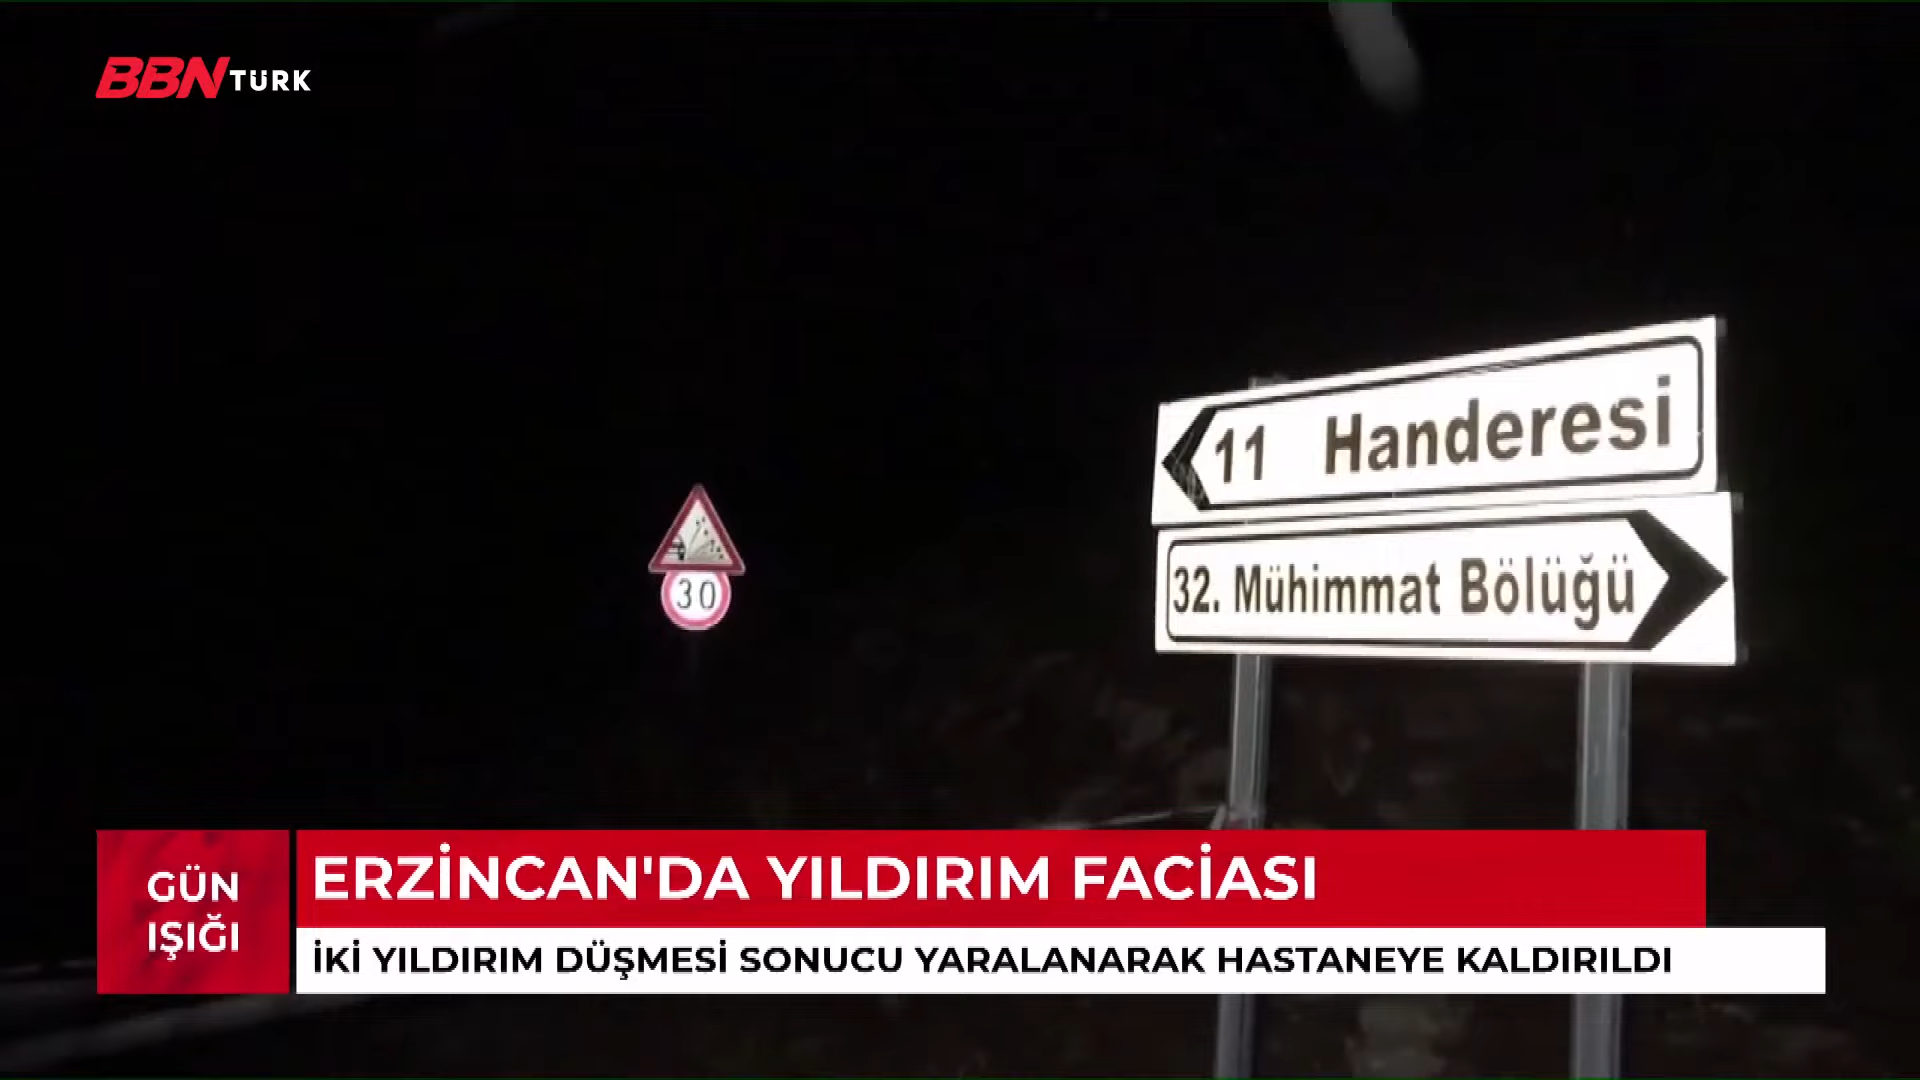 BBN TÜRK
11 Handeresi
32. Mühimmat Bölüğü
30
GÜN
IŞIĞI
ERZİNCAN'DA YILDIRIM FACİASI
İKİ YILDIRIM DÜŞMESİ SONUCU YARALANARAK HASTANEYE KALDIRILDI